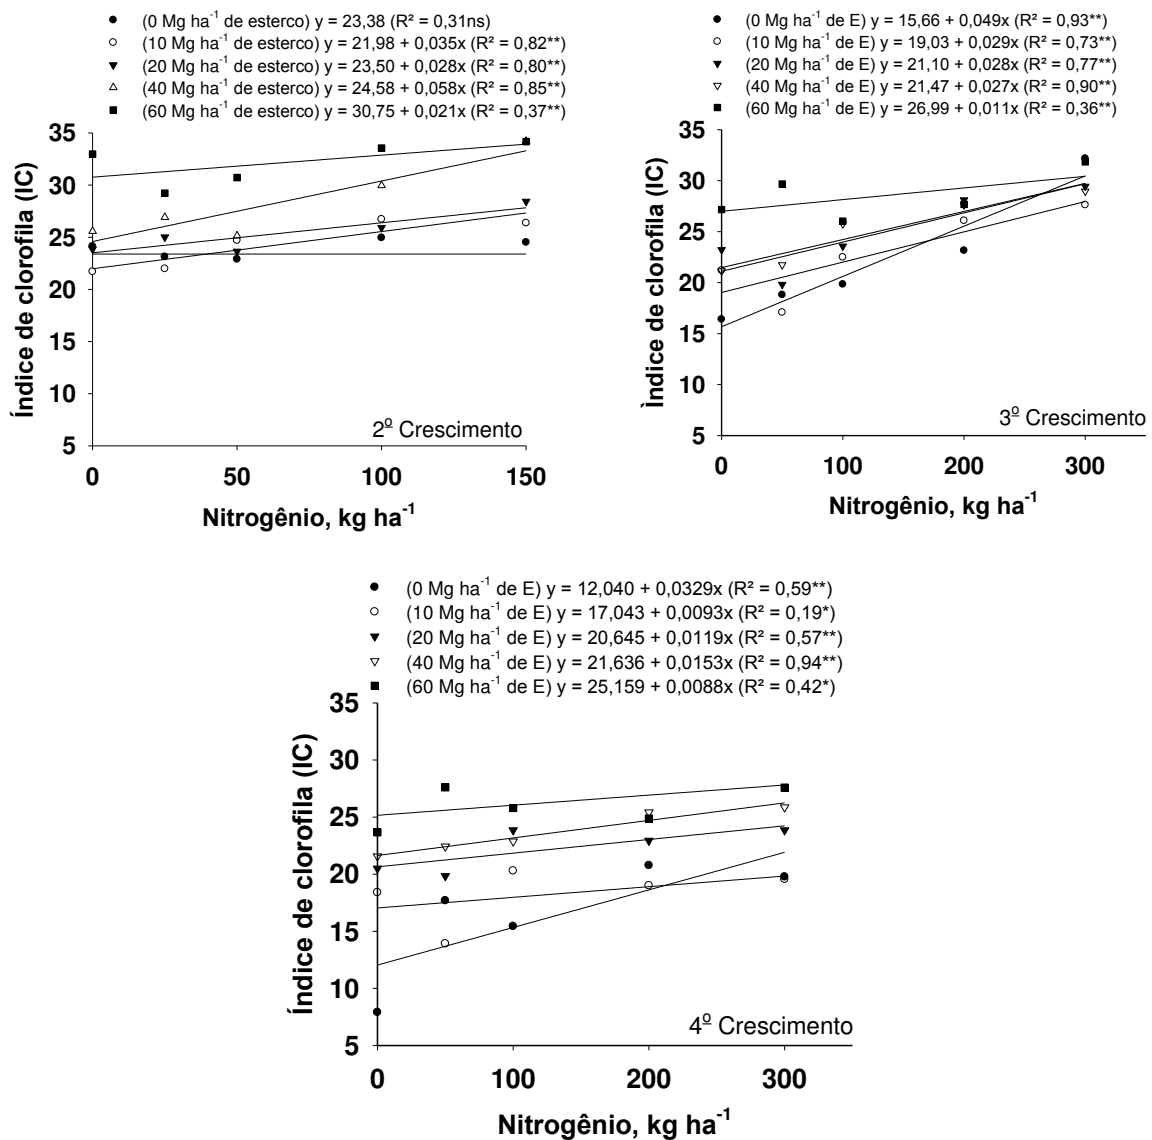 (0 Mg ha⁻¹ de esterco) y = 23,38 (R² = 0,31ns)
(10 Mg ha⁻¹ de esterco) y = 21,98 + 0,035x (R² = 0,82**)
(20 Mg ha⁻¹ de esterco) y = 23,50 + 0,028x (R² = 0,80**)
(40 Mg ha⁻¹ de esterco) y = 24,58 + 0,058x (R² = 0,85**)
(60 Mg ha⁻¹ de esterco) y = 30,75 + 0,021x (R² = 0,37**)
Índice de clorofila (IC)
35
30
25
20
15
10
5
2º Crescimento
0 50 100 150
Nitrogênio, kg ha⁻¹
(0 Mg ha⁻¹ de E) y = 15,66 + 0,049x (R² = 0,93**)
(10 Mg ha⁻¹ de E) y = 19,03 + 0,029x (R² = 0,73**)
(20 Mg ha⁻¹ de E) y = 21,10 + 0,028x (R² = 0,77**)
(40 Mg ha⁻¹ de E) y = 21,47 + 0,027x (R² = 0,90**)
(60 Mg ha⁻¹ de E) y = 26,99 + 0,011x (R² = 0,36**)
Ìndice de clorofila (IC)
35
30
25
20
15
10
5
3º Crescimento
0 100 200 300
Nitrogênio, kg ha⁻¹
(0 Mg ha⁻¹ de E) y = 12,040 + 0,0329x (R² = 0,59**)
(10 Mg ha⁻¹ de E) y = 17,043 + 0,0093x (R² = 0,19*)
(20 Mg ha⁻¹ de E) y = 20,645 + 0,0119x (R² = 0,57**)
(40 Mg ha⁻¹ de E) y = 21,636 + 0,0153x (R² = 0,94**)
(60 Mg ha⁻¹ de E) y = 25,159 + 0,0088x (R² = 0,42*)
Índice de clorofila (IC)
35
30
25
20
15
10
5
4º Crescimento
0 100 200 300
Nitrogênio, kg ha⁻¹